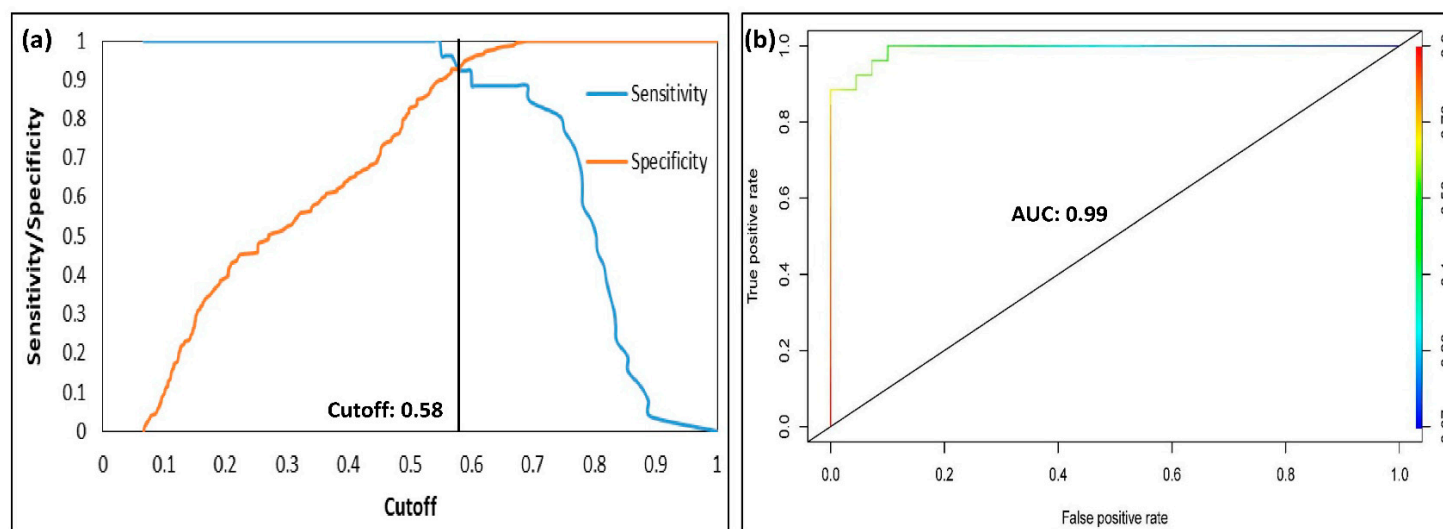 (a)
1
0.9
0.8
0.7
0.6
0.5
0.4
0.3
0.2
0.1
0
Sensitivity/Specificity
Sensitivity
Specificity
Cutoff: 0.58
0 0.1 0.2 0.3 0.4 0.5 0.6 0.7 0.8 0.9 1
Cutoff
(b)
1.0
0.8
0.6
0.4
0.2
0.0
True positive rate
AUC: 0.99
0.0 0.2 0.4 0.6 0.8 1.0
False positive rate